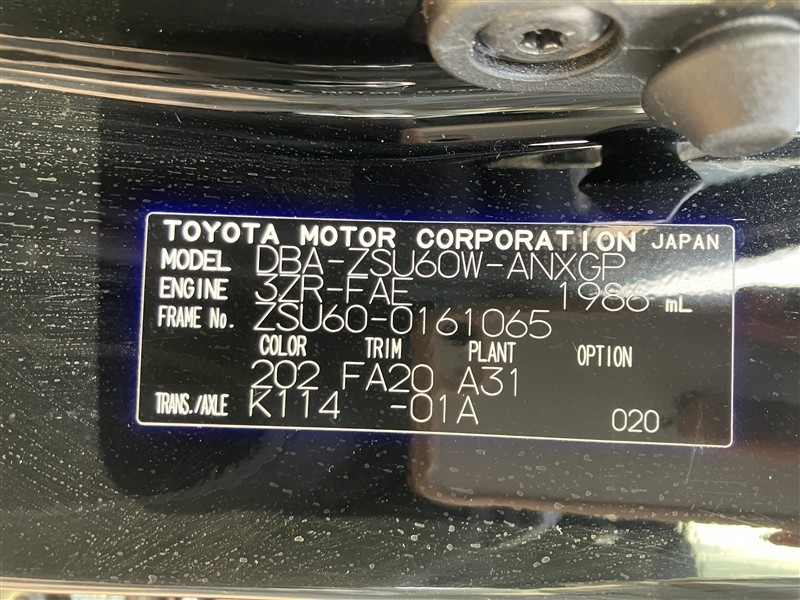 TOYOTA MOTOR CORPORATION JAPAN
MODEL DBA-ZSU60W-ANXGP
ENGINE 3ZR-FAE 1986 mL
FRAME No. ZSU60-0161065
COLOR TRIM PLANT OPTION
202 FA20 A31
TRANS./AXLE K114 -01A 020